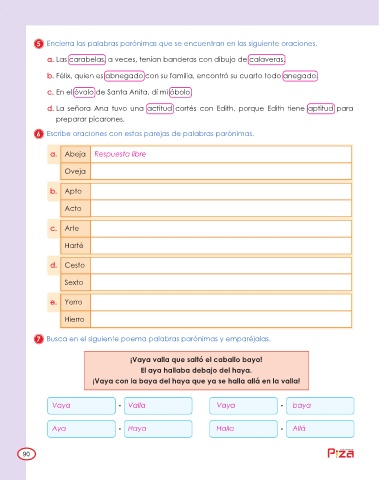 5 Encierra las palabras parónimas que se encuentran en las siguiente oraciones.
a. Las carabelas, a veces, tenían banderas con dibujo de calaveras.
b. Félix, quien es abnegado con su familia, encontró su cuarto todo anegado.
c. En el óvalo de Santa Anita, di mi óbolo.
d. La señora Ana tuvo una actitud cortés con Edith, porque Edith tiene aptitud para
preparar picarones.
6 Escribe oraciones con estas parejas de palabras parónimas.
a. Abeja Respuesta libre
Oveja
b. Apto
Acto
c. Arte
Harté
d. Cesto
Sexto
e. Yerro
Hierro
7 Busca en el siguiente poema palabras parónimas y emparéjalas.
¡Vaya valla que saltó el caballo bayo!
El aya hallaba debajo del haya.
¡Vaya con la baya del haya que ya se halla allá en la valla!
Vaya - Valla Vaya - baya
Aya - Haya Halla - Allá
90 Piza